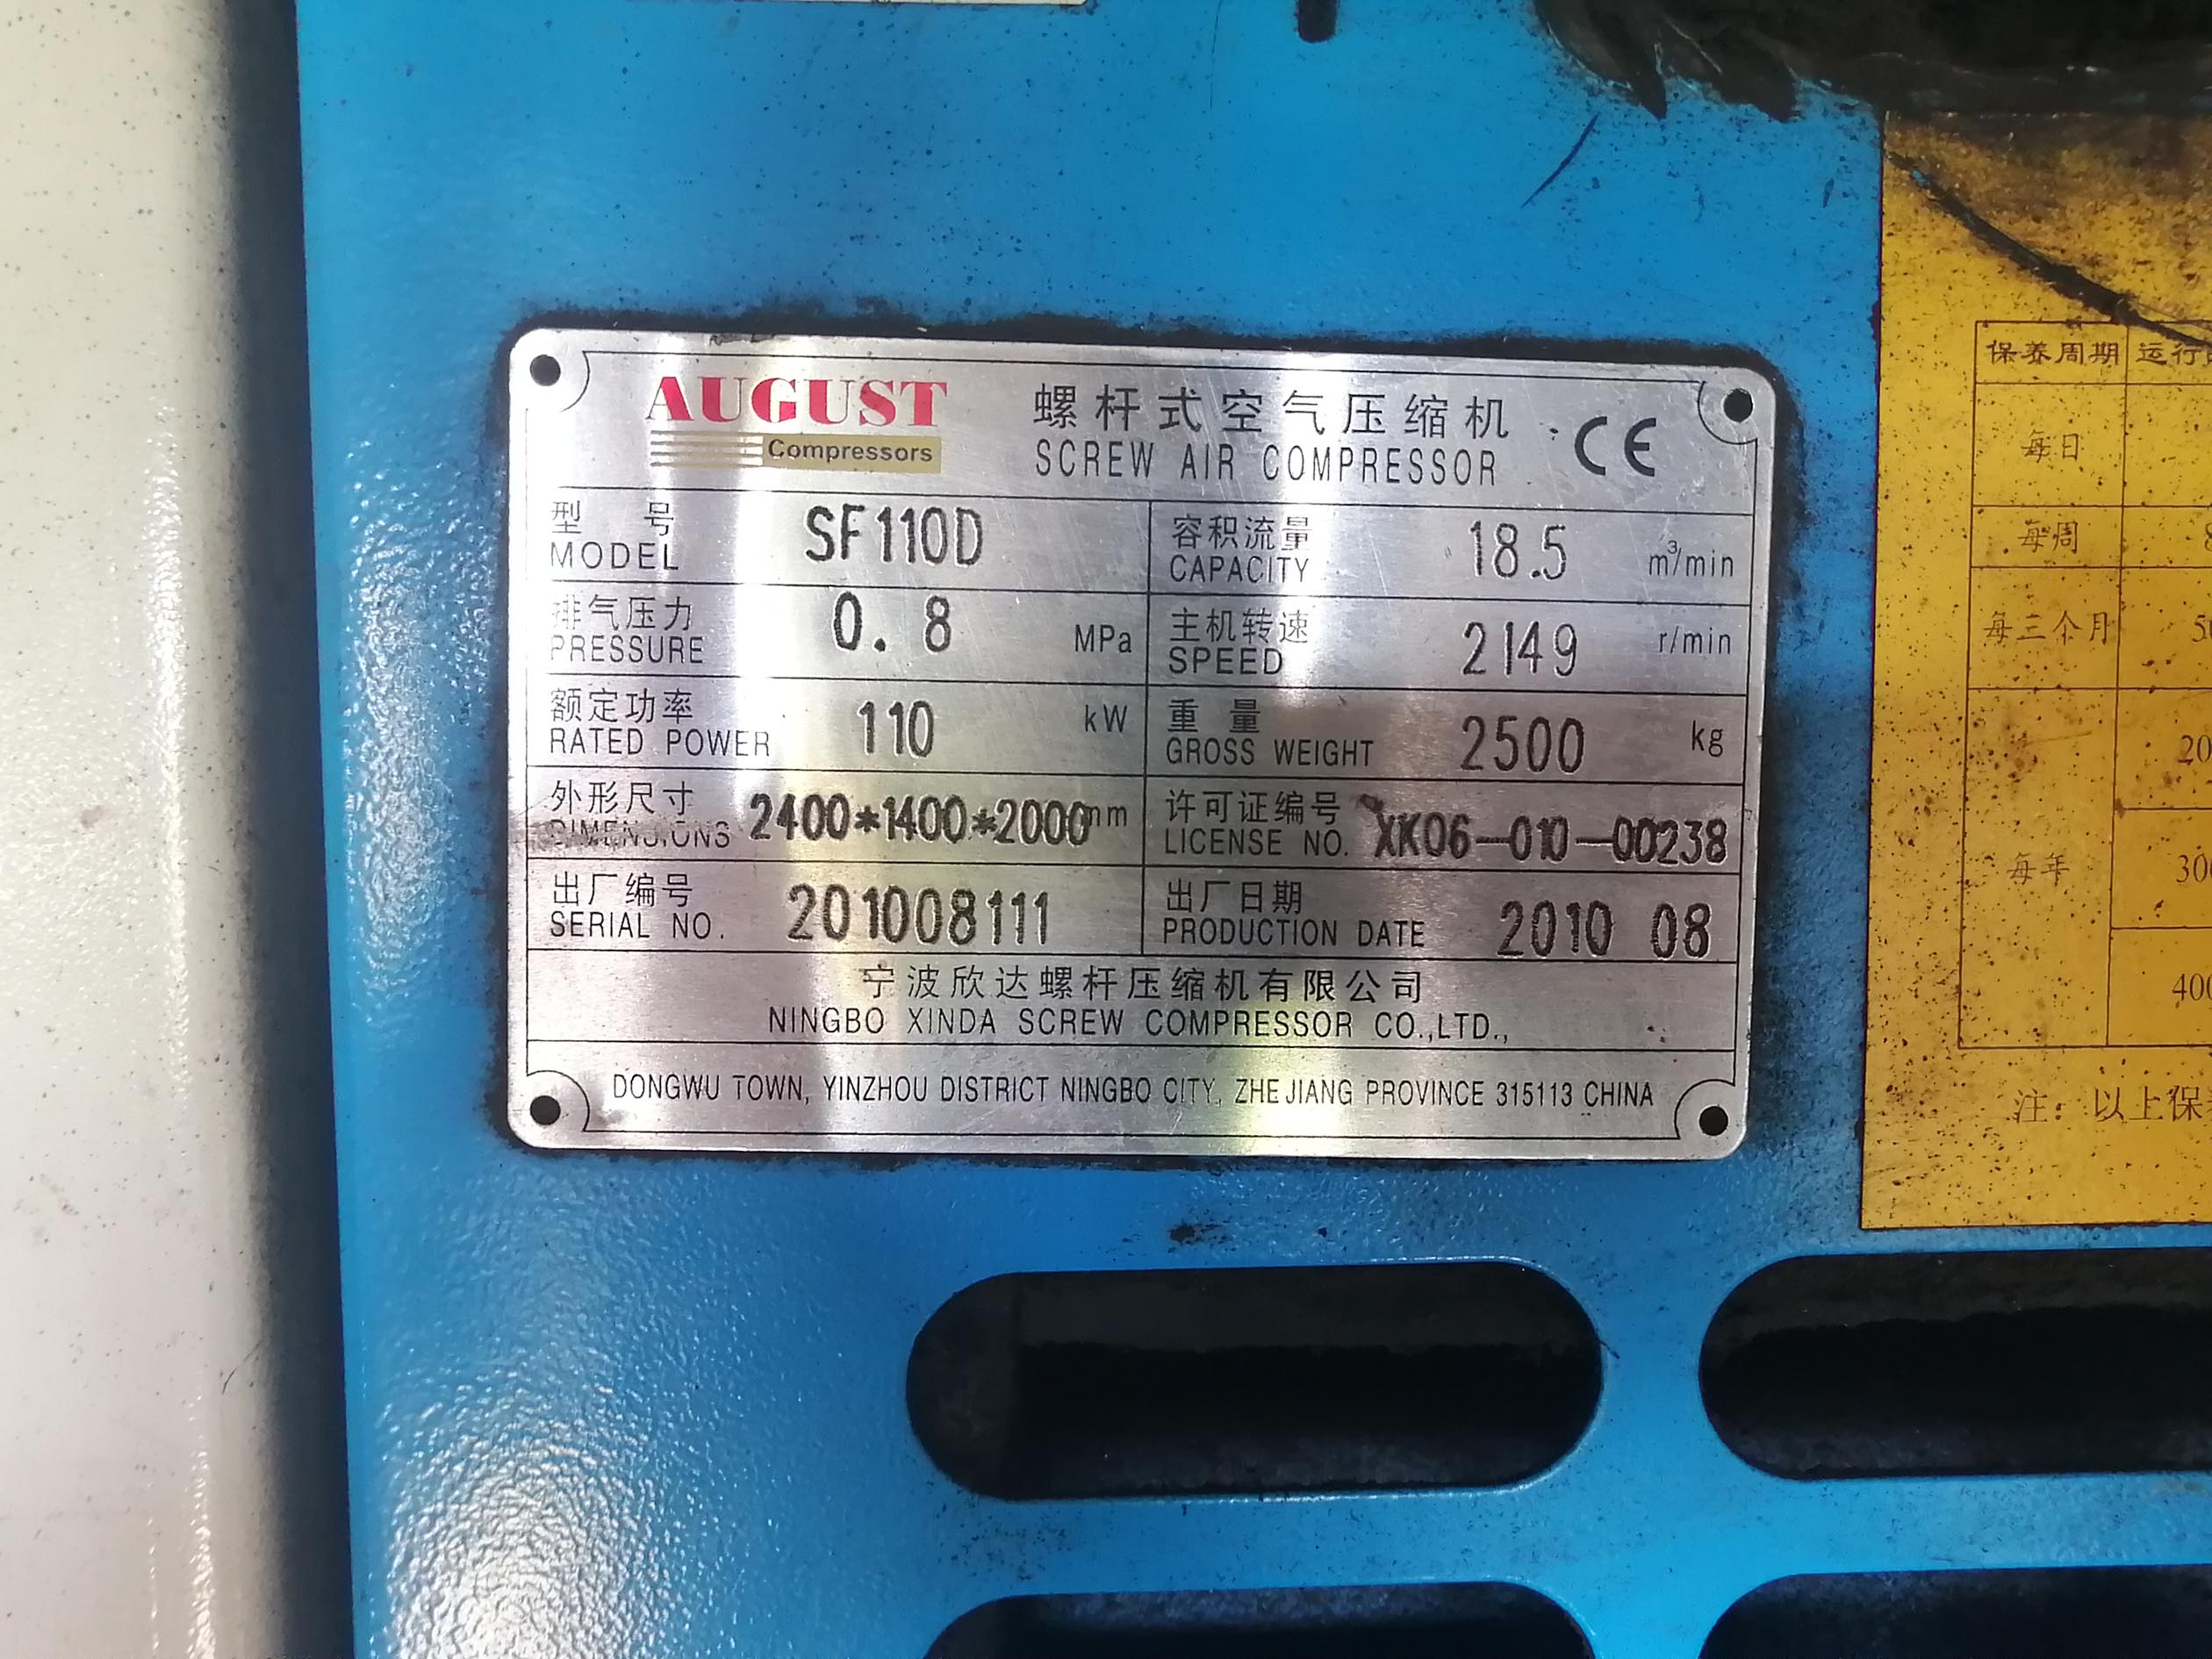 AUGUST
Compressors
螺杆式空气压缩机
SCREW AIR COMPRESSOR
CE
型 号
MODEL
SF110D
容积流量
CAPACITY
18.5 m³/min
排气压力
PRESSURE
0.8 MPa
主机转速
SPEED
2149 r/min
额定功率
RATED POWER
110 kW
重 量
GROSS WEIGHT
2500 kg
外形尺寸
DIMENSIONS
2400*1400*2000mm
许可证编号
LICENSE NO.
XK06-010-00238
出厂编号
SERIAL NO.
201008111
出厂日期
PRODUCTION DATE
2010 08
宁波欣达螺杆压缩机有限公司
NINGBO XINDA SCREW COMPRESSOR CO.,LTD.,
DONGWU TOWN, YINZHOU DISTRICT NINGBO CITY, ZHEJIANG PROVINCE 315113 CHINA
保养周期 运行
每日
每周
每三个月
每年
注：以上保